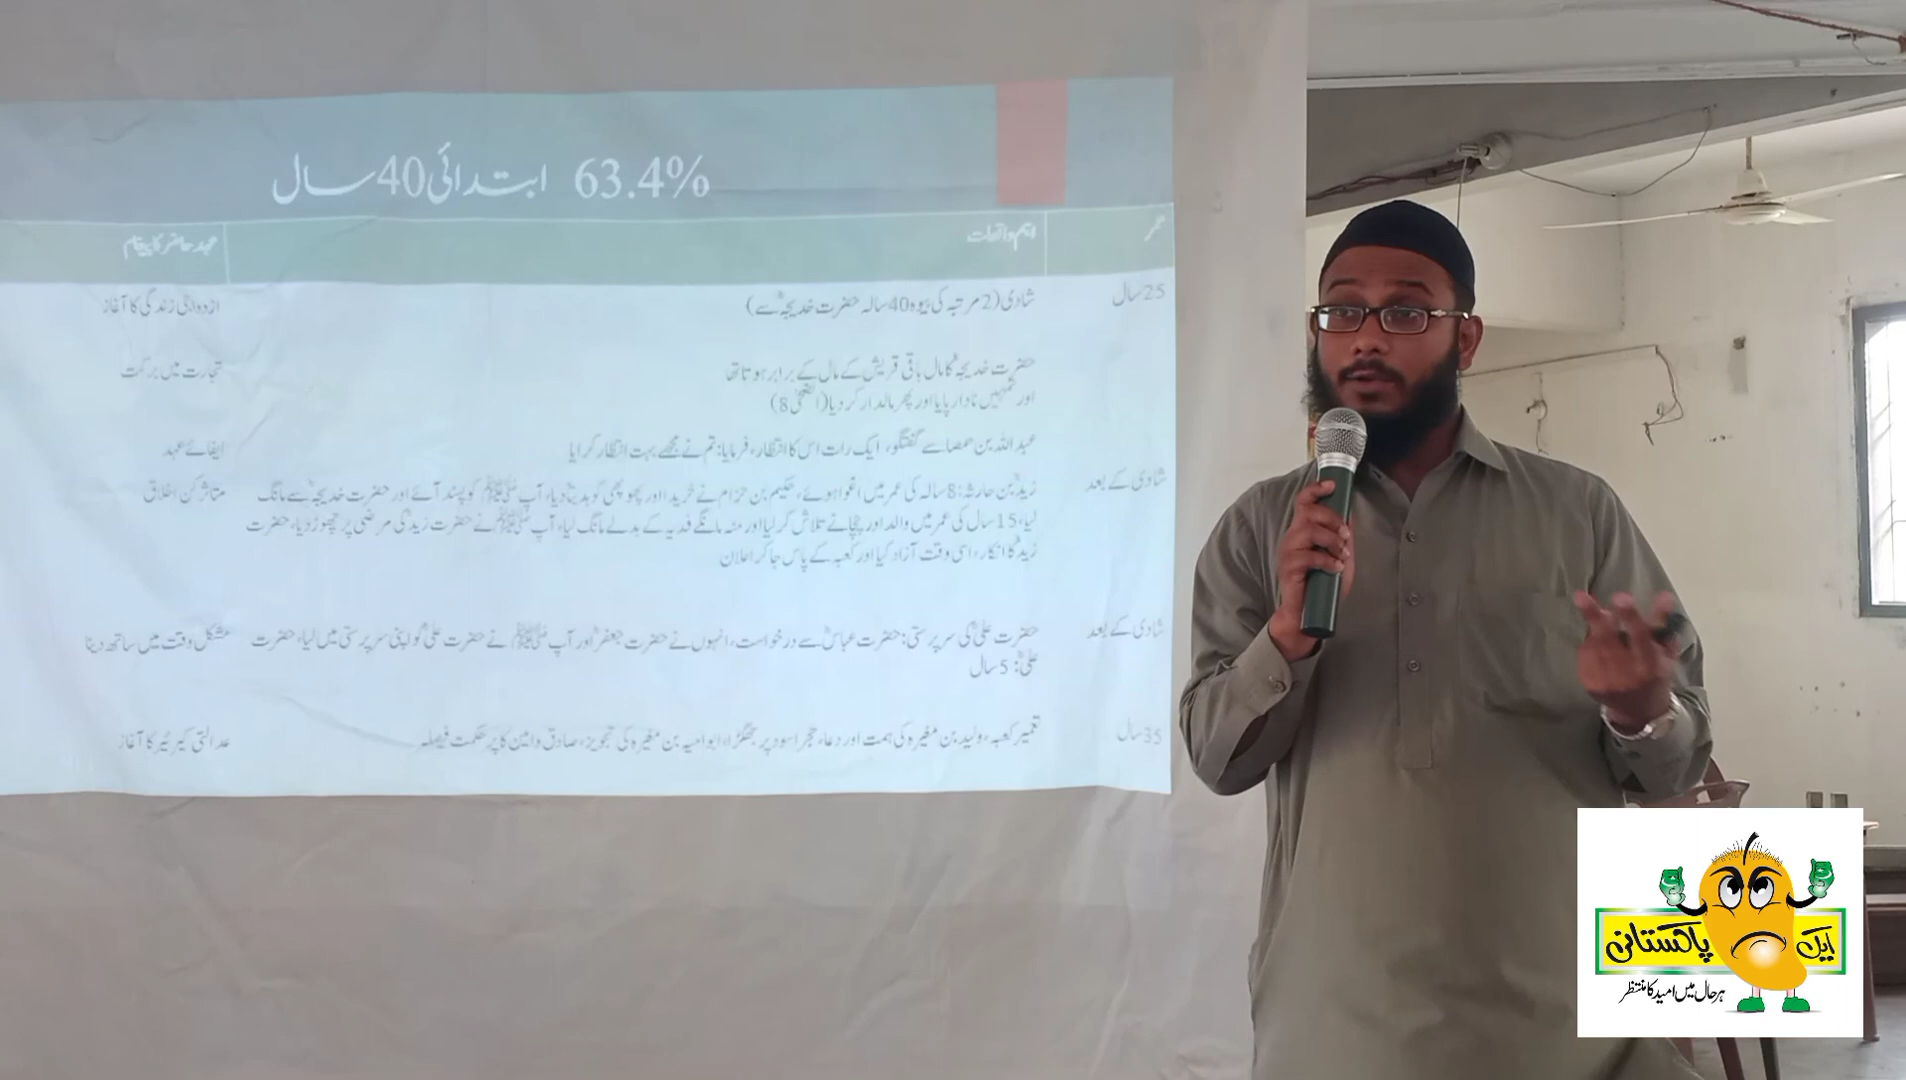 ابتدائی 40 سال 63.4%
عمر
اہم واقعات
عہد حاضر کا پیغام
25 سال
شادی (2 مرتبہ کی بیوہ 40 سالہ حضرت خدیجہؓ سے)
ازدواجی زندگی کا آغاز
حضرت خدیجہؓ کا مال باقی قریش کے مال کے برابر ہوتا تھا
تجارت میں برکت
اور تمہیں نادار پایا اور پھر مالدار کر دیا (الضحیٰ 8)
عبداللہ بن عصا سے گفتگو، ایک رات اس کا انتظار، فرمایا: تم نے مجھے بہت انتظار کرایا
ایفائے عہد
شادی کے بعد
زیدؓ بن حارثہ: 8 سالہ کی عمر میں اغوا ہوئے، حکیم بن حزام نے خریدا اور پھوپھی کو ہدیتا دیا، آپ ﷺ کو پسند آئے اور حضرت خدیجہؓ سے مانگ
متاثر کن اخلاق
لیا، 15 سال کی عمر میں والد اور چچا نے تلاش کر لیا اور منہ مانگے فدیہ کے بدلے مانگ لیا، آپ ﷺ نے حضرت زیدؓ کی مرضی پر چھوڑ دیا، حضرت
زیدؓ کا انکار، اسی وقت آزاد کیا اور کعبہ کے پاس جا کر اعلان
شادی کے بعد
حضرت علیؓ کی سرپرستی: حضرت عباسؓ سے درخواست، انہوں نے حضرت جعفرؓ اور آپ ﷺ نے حضرت علیؓ کو اپنی سرپرستی میں لیا، حضرت
مشکل وقت میں ساتھ دینا
علیؓ: 5 سال
35 سال
تعمیر کعبہ، ولید بن مغیرہ کی ہمت اور دعا، حجر اسود پر جھگڑا، ابو امیہ بن مغیرہ کی تجویز، صادق و امین کا پر حکمت فیصلہ
عدالتی کیرئیر کا آغاز
ایک پاکستانی
ہر حال میں امید کا منتظر